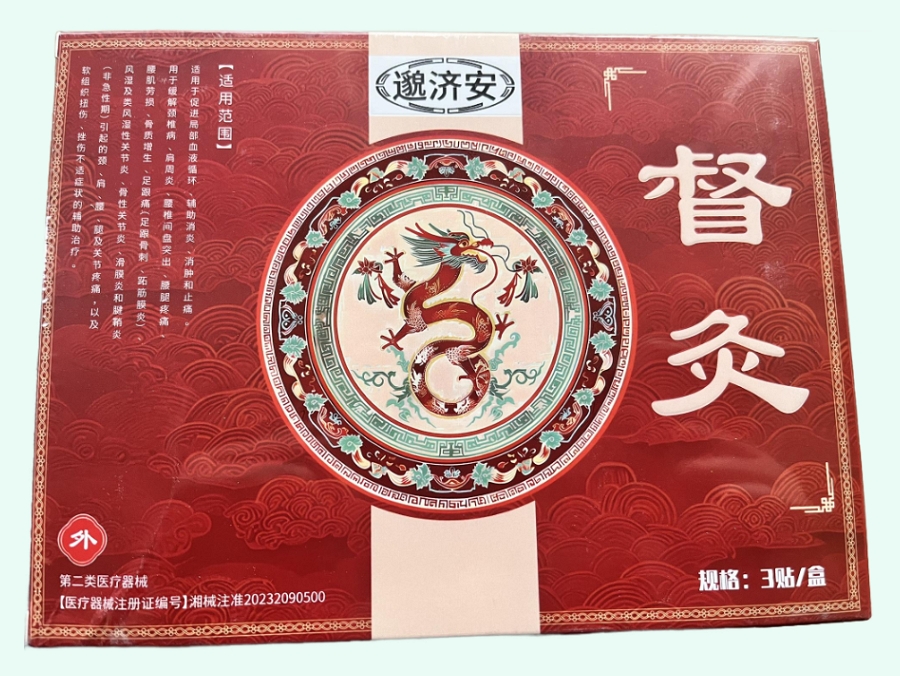 邈济安
督灸
【适用范围】
适用于促进局部血液循环、辅助消炎、消肿和止痛。
用于缓解颈椎病、肩周炎、腰椎间盘突出、腰腿疼痛、
腰肌劳损、骨质增生、足跟痛(足跟骨刺、跖筋膜炎)、
风湿及类风湿性关节炎、骨性关节炎、滑膜炎和腱鞘炎
(非急性期)引起的颈、肩、腰、腿及关节疼痛,以及
软组织扭伤、挫伤不适症状的辅助治疗。
外
第二类医疗器械
【医疗器械注册证编号】湘械注准20232090500
规格：3贴/盒